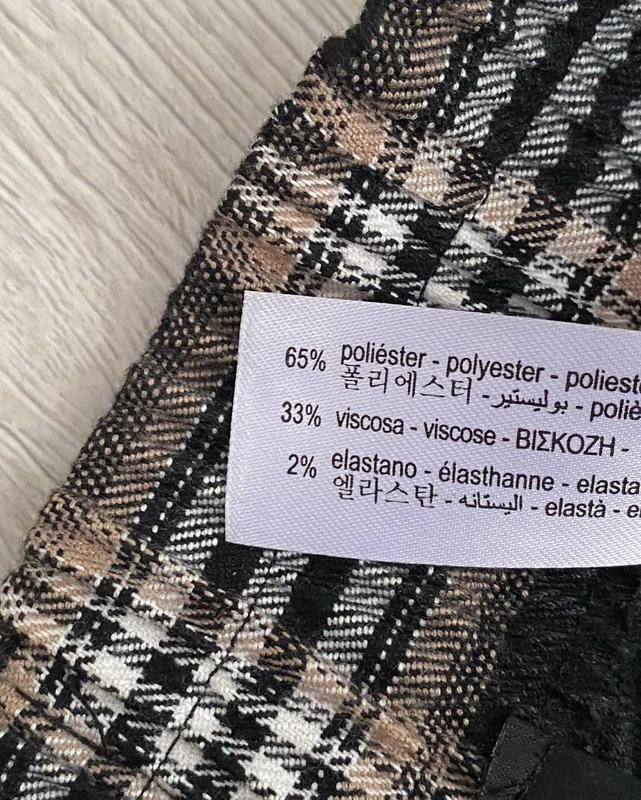 65% poliéster - polyester - poliest
폴리에스터 - بوليستير - poliè
33% viscosa - viscose - ΒΙΣΚΟΖΗ -
2% elastano - élasthanne - elasta
엘라스탄 - اليستانه - elastà - e